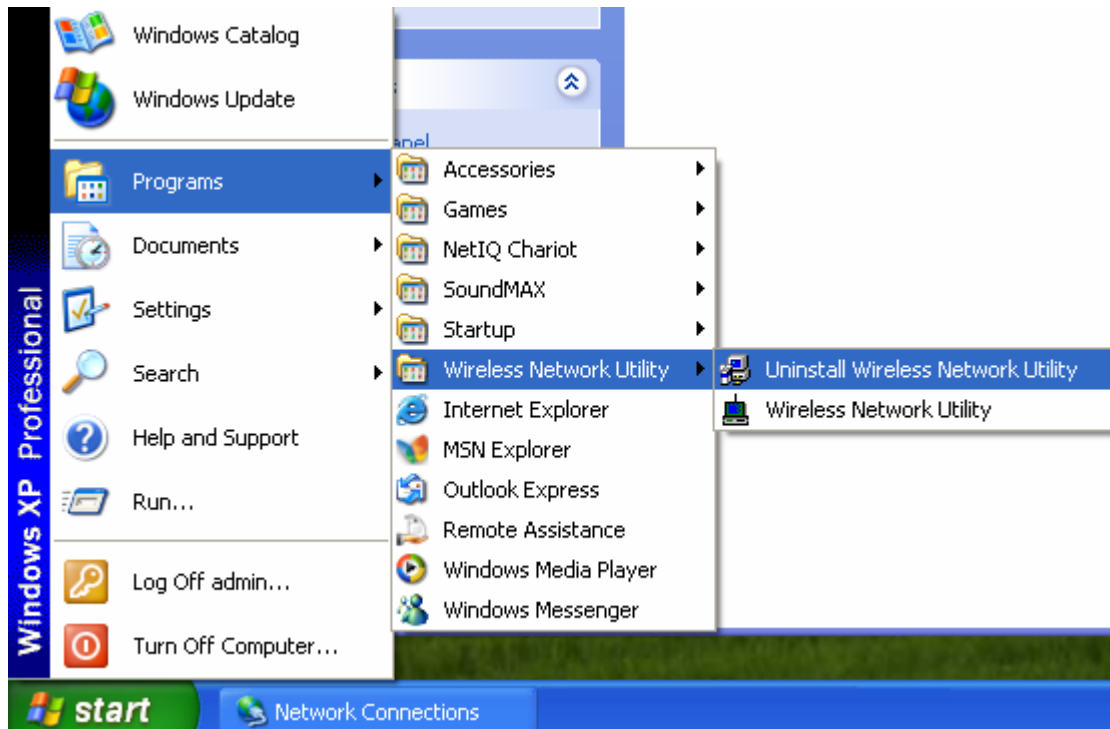 Windows Catalog
Windows Update
Programs
Documents
Settings
Search
Help and Support
Run...
Log Off admin...
Turn Off Computer...
Windows XP Professional
Accessories
Games
NetIQ Chariot
SoundMAX
Startup
Wireless Network Utility
Internet Explorer
MSN Explorer
Outlook Express
Remote Assistance
Windows Media Player
Windows Messenger
Uninstall Wireless Network Utility
Wireless Network Utility
start
Network Connections